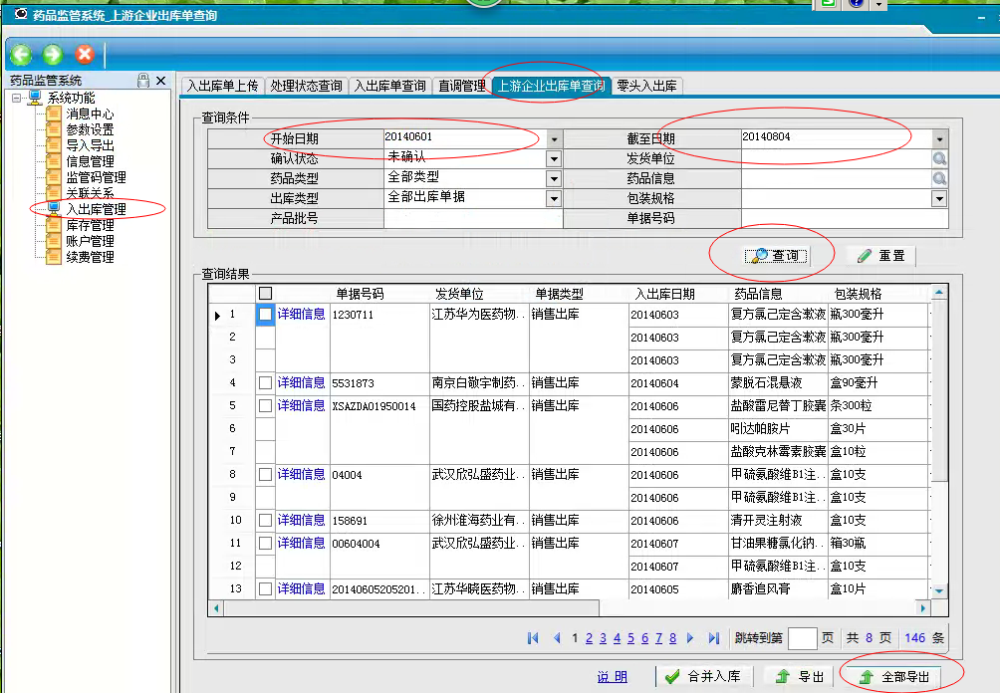 药品监管系统_上游企业出库单查询
药品监管系统
系统功能
消息中心
参数设置
导入导出
信息管理
监管码管理
关联关系
入出库管理
库存管理
账户管理
续费管理
入出库单上传 处理状态查询 入出库单查询 直调管理 上游企业出库单查询 零头入出库
查询条件
开始日期 20140601 截至日期 20140804
确认状态 未确认 发货单位
药品类型 全部类型 药品信息
出库类型 全部出库单据 包装规格
产品批号 单据号码
查询 重置
查询结果
单据号码 发货单位 单据类型 入出库日期 药品信息 包装规格
1 详细信息 1230711 江苏华为医药物.. 销售出库 20140603 复方氯己定含漱液 瓶300毫升
2 20140603 复方氯己定含漱液 瓶300毫升
3 20140603 复方氯己定含漱液 瓶300毫升
4 详细信息 5531873 南京白敬宇制药.. 销售出库 20140604 蒙脱石混悬液 盒90毫升
5 详细信息 XSAZDA01950014 国药控股盐城有.. 销售出库 20140606 盐酸雷尼替丁胶囊 条300粒
6 20140606 吲达帕胺片 盒30片
7 20140606 盐酸克林霉素胶囊 盒10粒
8 详细信息 04004 武汉欣弘盛药业.. 销售出库 20140606 甲硫氨酸维B1注.. 盒10支
9 20140606 甲硫氨酸维B1注.. 盒10支
10 详细信息 158691 徐州淮海药业有.. 销售出库 20140606 清开灵注射液 盒10支
11 详细信息 00604004 武汉欣弘盛药业.. 销售出库 20140607 甘油果糖氯化钠.. 箱30瓶
12 20140607 甲硫氨酸维B1注.. 盒10支
13 详细信息 20140605205201.. 江苏华晓医药物.. 销售出库 20140605 麝香追风膏 盒10片
1 2 3 4 5 6 7 8 跳转到第 页 共 8 页 146 条
说 明 合并入库 导出 全部导出